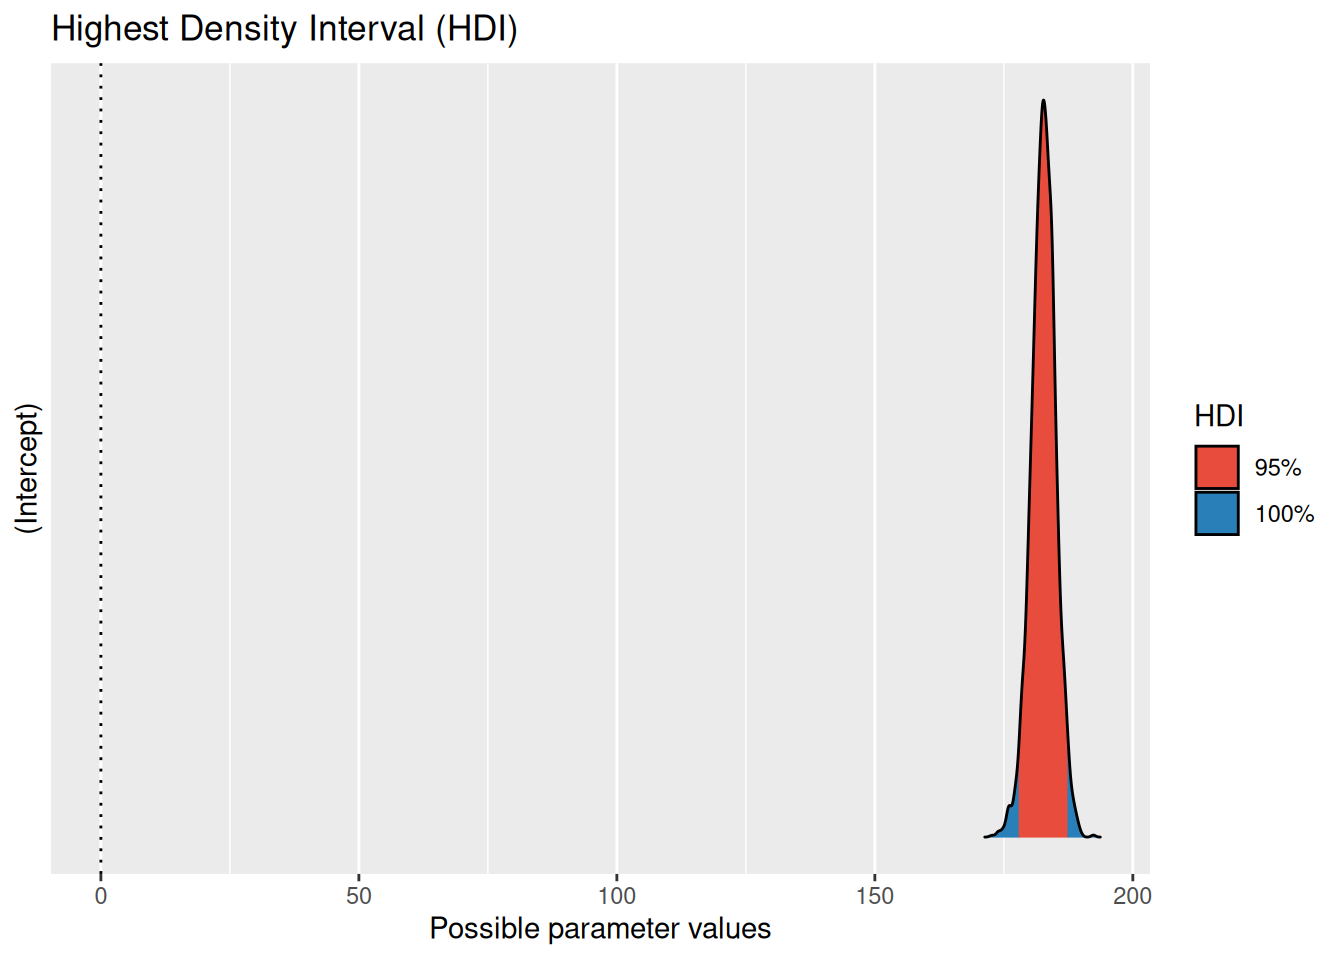 Highest Density Interval (HDI)
(Intercept)
0 50 100 150 200
Possible parameter values
HDI
95%
100%